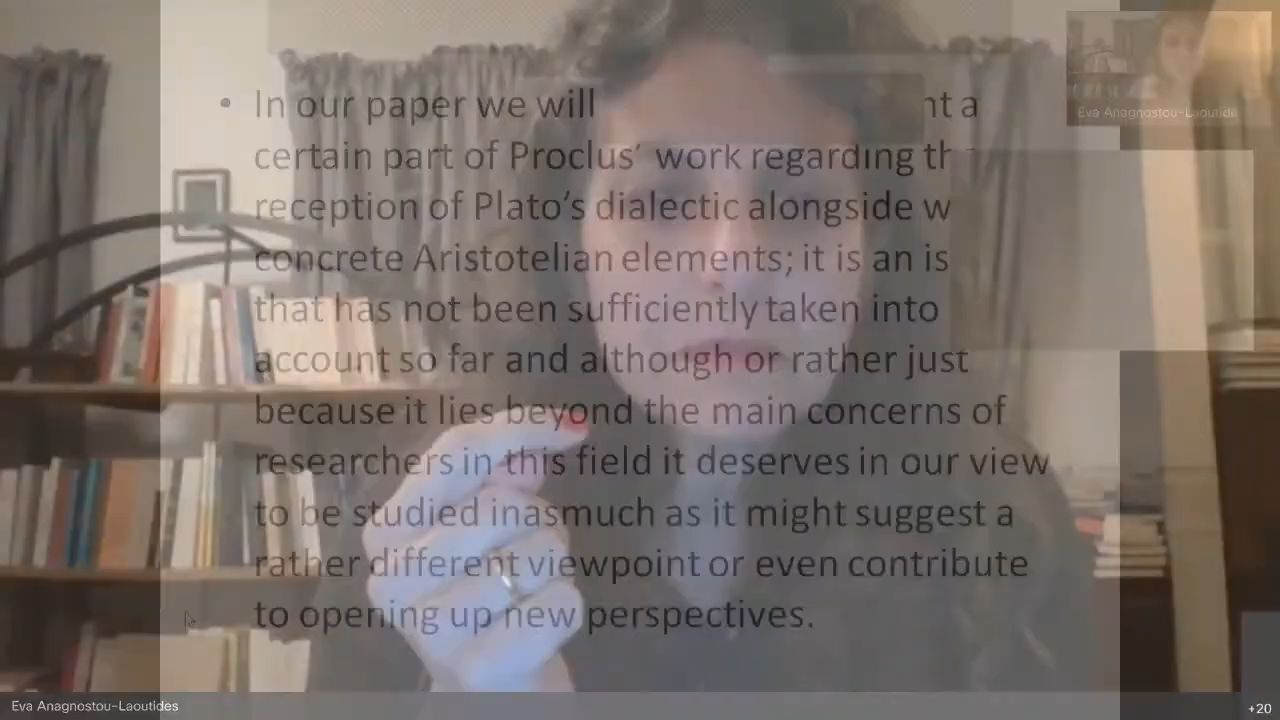 • In our paper we will
a
certain part of Proclus' work regarding
reception of Plato's dialectic alongside
concrete Aristotelian elements; it is an
that has not been sufficiently taken into
account so far and although or rather just
because it lies beyond the main concerns of
researchers in this field it deserves in our view
to be studied inasmuch as it might suggest a
rather different viewpoint or even contribute
to opening up new perspectives.
Eva Anagnostou-Laoutides
Eva Anagnostou-Laoutides
+20